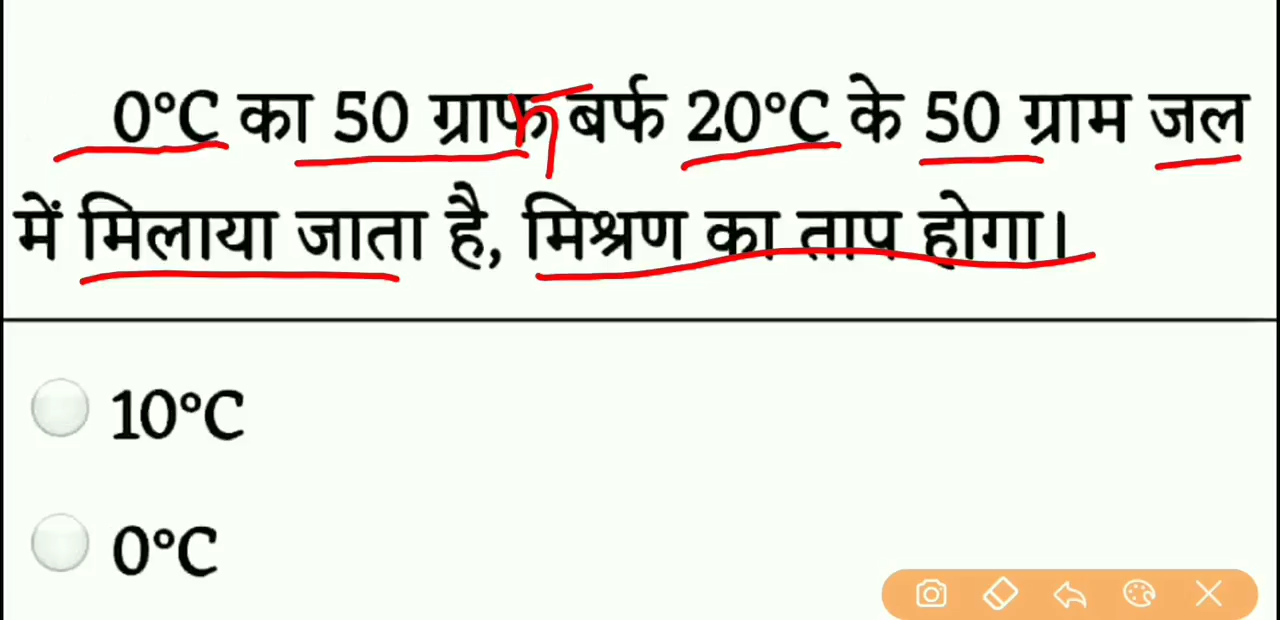 0°C का 50 ग्राम बर्फ 20°C के 50 ग्राम जल
में मिलाया जाता है, मिश्रण का ताप होगा।
10°C
0°C